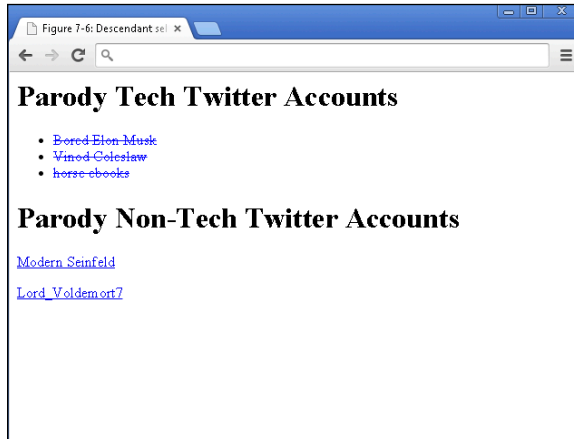 Figure 7-6: Descendant sel
Parody Tech Twitter Accounts
Bored Elon Musk
Vinod Coleslaw
horse ebooks
Parody Non-Tech Twitter Accounts
Modern Seinfeld
Lord_Voldemort7